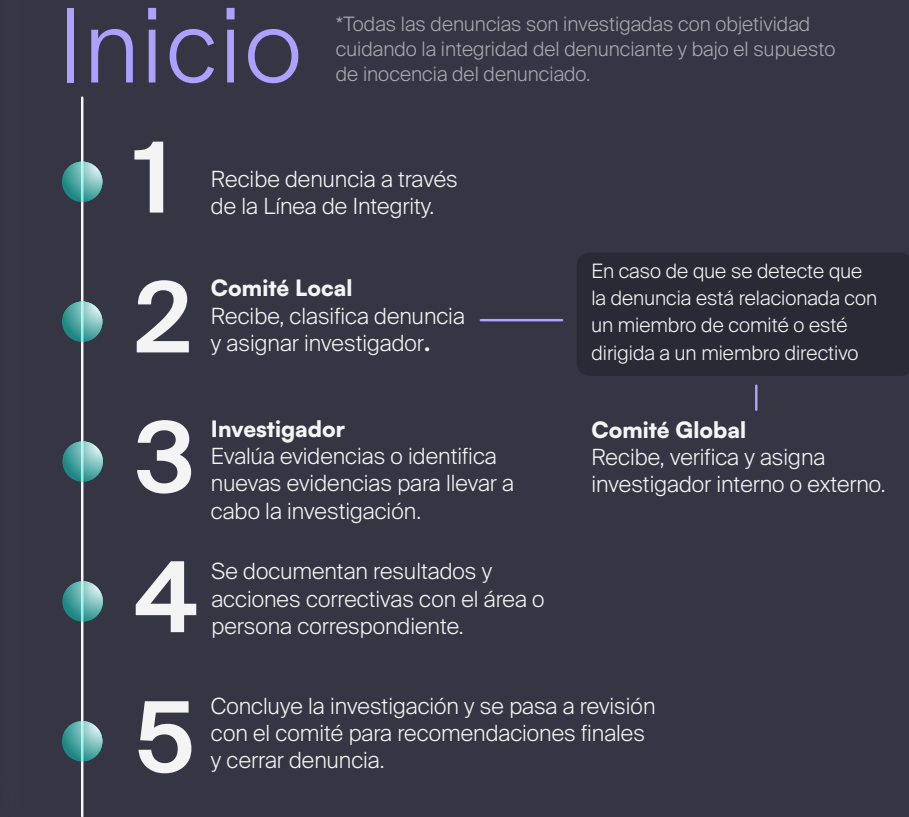 Inicio
*Todas las denuncias son investigadas con objetividad
cuidando la integridad del denunciante y bajo el supuesto
de inocencia del denunciado.
1
Recibe denuncia a través
de la Línea de Integrity.
2
Comité Local
Recibe, clasifica denuncia
y asignar investigador.
En caso de que se detecte que
la denuncia está relacionada con
un miembro de comité o esté
dirigida a un miembro directivo
3
Investigador
Evalúa evidencias o identifica
nuevas evidencias para llevar a
cabo la investigación.
Comité Global
Recibe, verifica y asigna
investigador interno o externo.
4
Se documentan resultados y
acciones correctivas con el área o
persona correspondiente.
5
Concluye la investigación y se pasa a revisión
con el comité para recomendaciones finales
y cerrar denuncia.